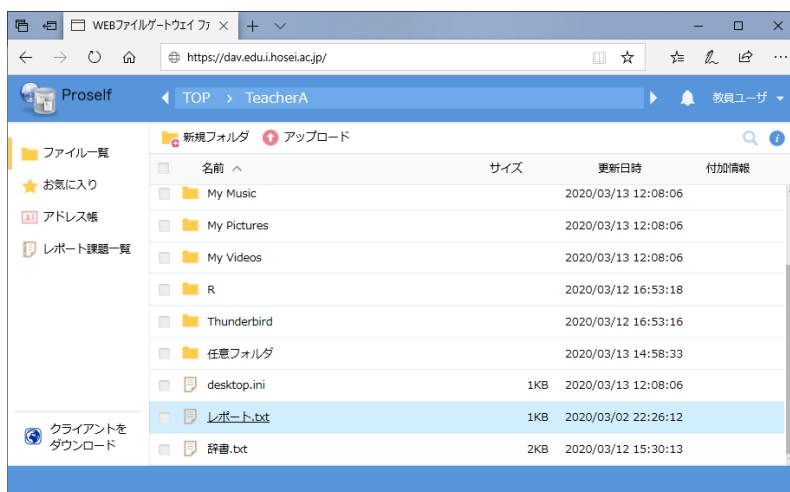 WEBファイルゲートウェイ ファ
https://dav.edu.i.hosei.ac.jp/
Proself
TOP > TeacherA
教員ユーザ
ファイル一覧
お気に入り
アドレス帳
レポート課題一覧
クライアントを
ダウンロード
新規フォルダ アップロード
名前 サイズ 更新日時 付加情報
My Music 2020/03/13 12:08:06
My Pictures 2020/03/13 12:08:06
My Videos 2020/03/13 12:08:06
R 2020/03/12 16:53:18
Thunderbird 2020/03/12 16:53:16
任意フォルダ 2020/03/13 14:58:33
desktop.ini 1KB 2020/03/13 12:08:06
レポート.txt 1KB 2020/03/02 22:26:12
辞書.txt 2KB 2020/03/12 15:30:13